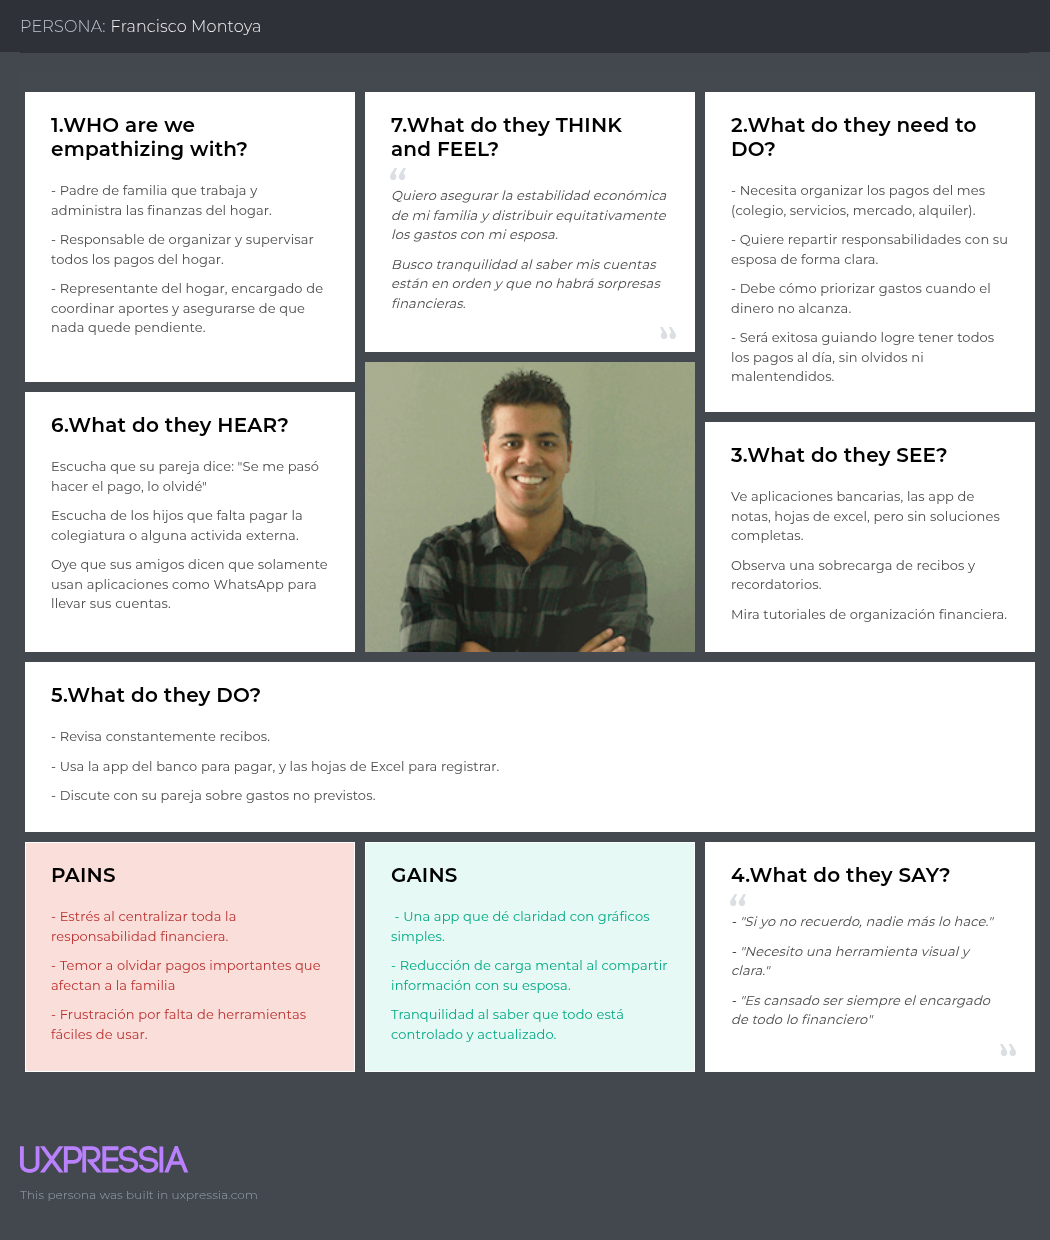 PERSONA: Francisco Montoya
1.WHO are we
empathizing with?
- Padre de familia que trabaja y
administra las finanzas del hogar.
- Responsable de organizar y supervisar
todos los pagos del hogar.
- Representante del hogar, encargado de
coordinar aportes y asegurarse de que
nada quede pendiente.
7.What do they THINK
and FEEL?
“
Quiero asegurar la estabilidad económica
de mi familia y distribuir equitativamente
los gastos con mi esposa.
Busco tranquilidad al saber mis cuentas
están en orden y que no habrá sorpresas
financieras.
”
2.What do they need to
DO?
- Necesita organizar los pagos del mes
(colegio, servicios, mercado, alquiler).
- Quiere repartir responsabilidades con su
esposa de forma clara.
- Debe cómo priorizar gastos cuando el
dinero no alcanza.
- Será exitosa guiando logre tener todos
los pagos al día, sin olvidos ni
malentendidos.
6.What do they HEAR?
Escucha que su pareja dice: "Se me pasó
hacer el pago, lo olvidé"
Escucha de los hijos que falta pagar la
colegiatura o alguna activida externa.
Oye que sus amigos dicen que solamente
usan aplicaciones como WhatsApp para
llevar sus cuentas.
3.What do they SEE?
Ve aplicaciones bancarias, las app de
notas, hojas de excel, pero sin soluciones
completas.
Observa una sobrecarga de recibos y
recordatorios.
Mira tutoriales de organización financiera.
5.What do they DO?
- Revisa constantemente recibos.
- Usa la app del banco para pagar, y las hojas de Excel para registrar.
- Discute con su pareja sobre gastos no previstos.
PAINS
- Estrés al centralizar toda la
responsabilidad financiera.
- Temor a olvidar pagos importantes que
afectan a la familia
- Frustración por falta de herramientas
fáciles de usar.
GAINS
- Una app que dé claridad con gráficos
simples.
- Reducción de carga mental al compartir
información con su esposa.
Tranquilidad al saber que todo está
controlado y actualizado.
4.What do they SAY?
“
- "Si yo no recuerdo, nadie más lo hace."
- "Necesito una herramienta visual y
clara."
- "Es cansado ser siempre el encargado
de todo lo financiero"
”
UXPRESSIA
This persona was built in uxpressia.com